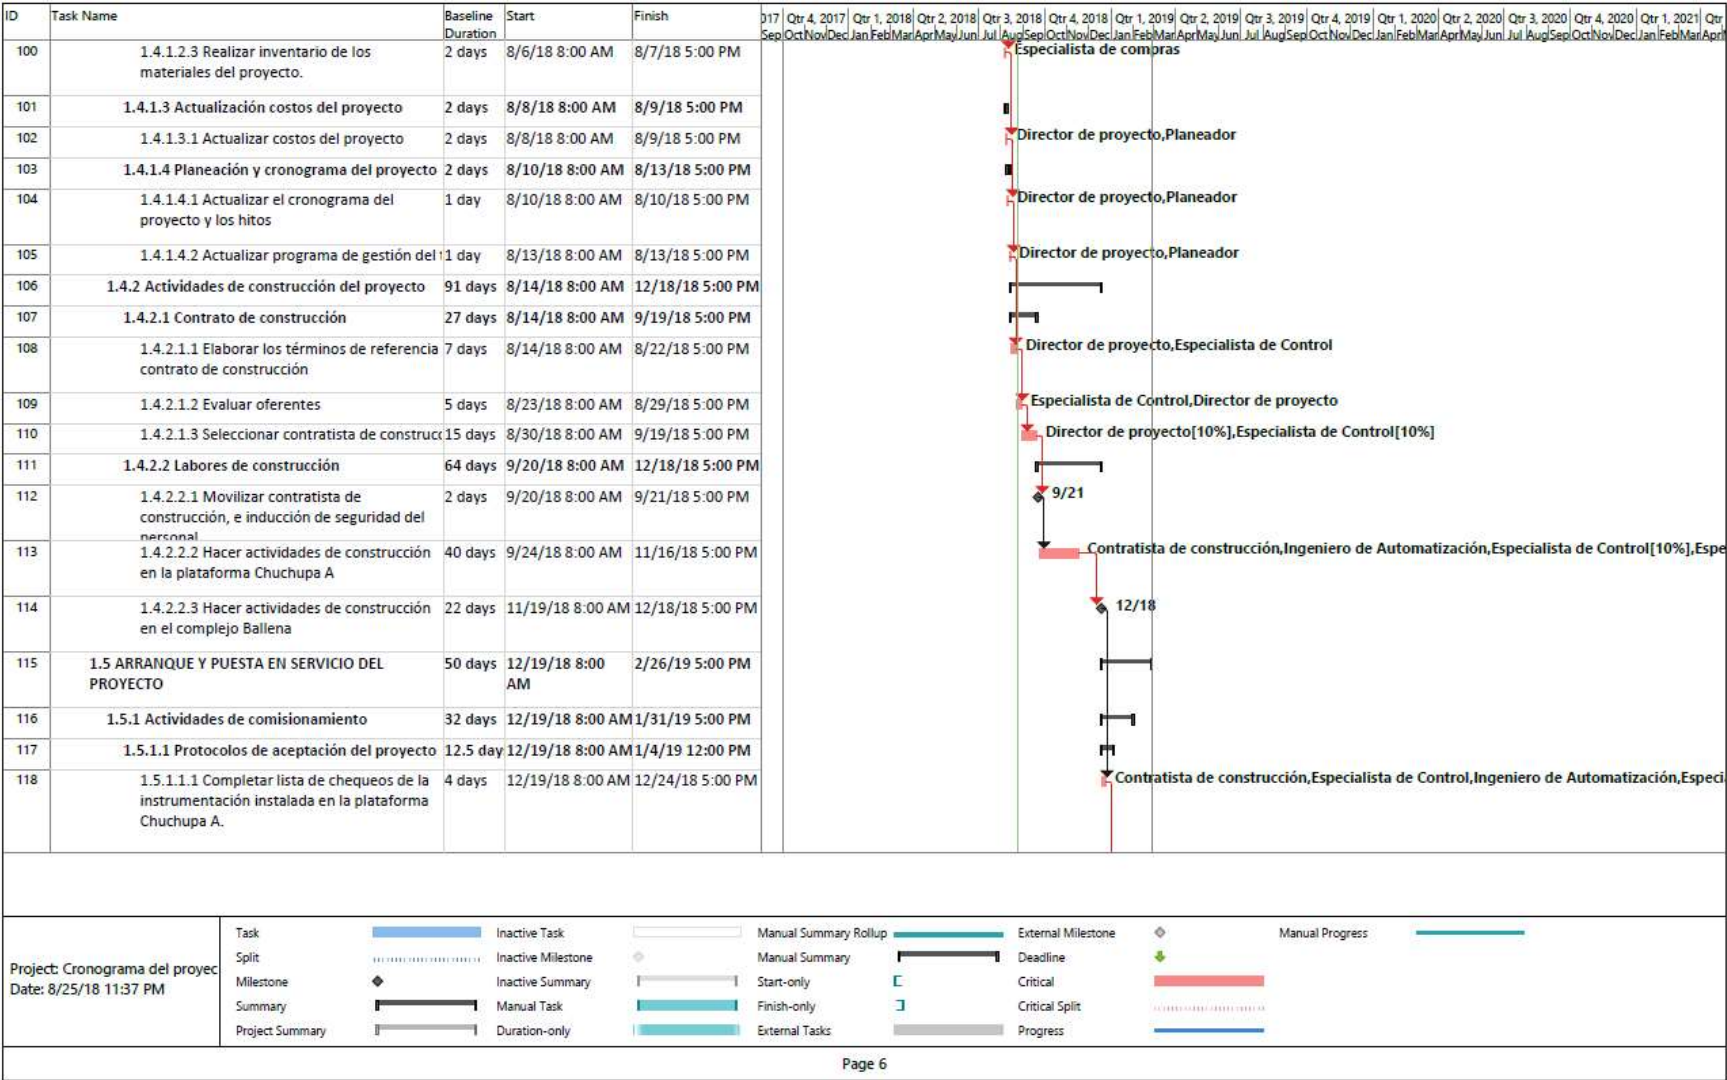 ID Task Name Baseline Duration Start Finish
017 Qtr 4, 2017 Qtr 1, 2018 Qtr 2, 2018 Qtr 3, 2018 Qtr 4, 2018 Qtr 1, 2019 Qtr 2, 2019 Qtr 3, 2019 Qtr 4, 2019 Qtr 1, 2020 Qtr 2, 2020 Qtr 3, 2020 Qtr 4, 2020 Qtr 1, 2021 Qtr
Sep Oct Nov Dec Jan Feb Mar Apr May Jun Jul Aug Sep Oct Nov Dec Jan Feb Mar Apr May Jun Jul Aug Sep Oct Nov Dec Jan Feb Mar Apr May Jun Jul Aug Sep Oct Nov Dec Jan Feb Mar Apr
100 1.4.1.2.3 Realizar inventario de los 2 days 8/6/18 8:00 AM 8/7/18 5:00 PM Especialista de compras
materiales del proyecto.
101 1.4.1.3 Actualización costos del proyecto 2 days 8/8/18 8:00 AM 8/9/18 5:00 PM
102 1.4.1.3.1 Actualizar costos del proyecto 2 days 8/8/18 8:00 AM 8/9/18 5:00 PM Director de proyecto,Planeador
103 1.4.1.4 Planeación y cronograma del proyecto 2 days 8/10/18 8:00 AM 8/13/18 5:00 PM
104 1.4.1.4.1 Actualizar el cronograma del 1 day 8/10/18 8:00 AM 8/10/18 5:00 PM Director de proyecto,Planeador
proyecto y los hitos
105 1.4.1.4.2 Actualizar programa de gestión del 1 day 8/13/18 8:00 AM 8/13/18 5:00 PM Director de proyecto,Planeador
106 1.4.2 Actividades de construcción del proyecto 91 days 8/14/18 8:00 AM 12/18/18 5:00 PM
107 1.4.2.1 Contrato de construcción 27 days 8/14/18 8:00 AM 9/19/18 5:00 PM
108 1.4.2.1.1 Elaborar los términos de referencia 7 days 8/14/18 8:00 AM 8/22/18 5:00 PM Director de proyecto,Especialista de Control
contrato de construcción
109 1.4.2.1.2 Evaluar oferentes 5 days 8/23/18 8:00 AM 8/29/18 5:00 PM Especialista de Control,Director de proyecto
110 1.4.2.1.3 Seleccionar contratista de construcc 15 days 8/30/18 8:00 AM 9/19/18 5:00 PM Director de proyecto[10%],Especialista de Control[10%]
111 1.4.2.2 Labores de construcción 64 days 9/20/18 8:00 AM 12/18/18 5:00 PM
112 1.4.2.2.1 Movilizar contratista de 2 days 9/20/18 8:00 AM 9/21/18 5:00 PM 9/21
construcción, e inducción de seguridad del
personal
113 1.4.2.2.2 Hacer actividades de construcción 40 days 9/24/18 8:00 AM 11/16/18 5:00 PM Contratista de construcción,Ingeniero de Automatización,Especialista de Control[10%],Espe
en la plataforma Chuchupa A
114 1.4.2.2.3 Hacer actividades de construcción 22 days 11/19/18 8:00 AM 12/18/18 5:00 PM 12/18
en el complejo Ballena
115 1.5 ARRANQUE Y PUESTA EN SERVICIO DEL 50 days 12/19/18 8:00 2/26/19 5:00 PM
PROYECTO AM
116 1.5.1 Actividades de comisionamiento 32 days 12/19/18 8:00 AM 1/31/19 5:00 PM
117 1.5.1.1 Protocolos de aceptación del proyecto 12.5 day 12/19/18 8:00 AM 1/4/19 12:00 PM
118 1.5.1.1.1 Completar lista de chequeos de la 4 days 12/19/18 8:00 AM 12/24/18 5:00 PM Contratista de construcción,Especialista de Control,Ingeniero de Automatización,Especi
instrumentación instalada en la plataforma
Chuchupa A.
Project: Cronograma del proyec
Date: 8/25/18 11:37 PM
Task Inactive Task Manual Summary Rollup External Milestone Manual Progress
Split Inactive Milestone Manual Summary Deadline
Milestone Inactive Summary Start-only Critical
Summary Manual Task Finish-only Critical Split
Project Summary Duration-only External Tasks Progress
Page 6